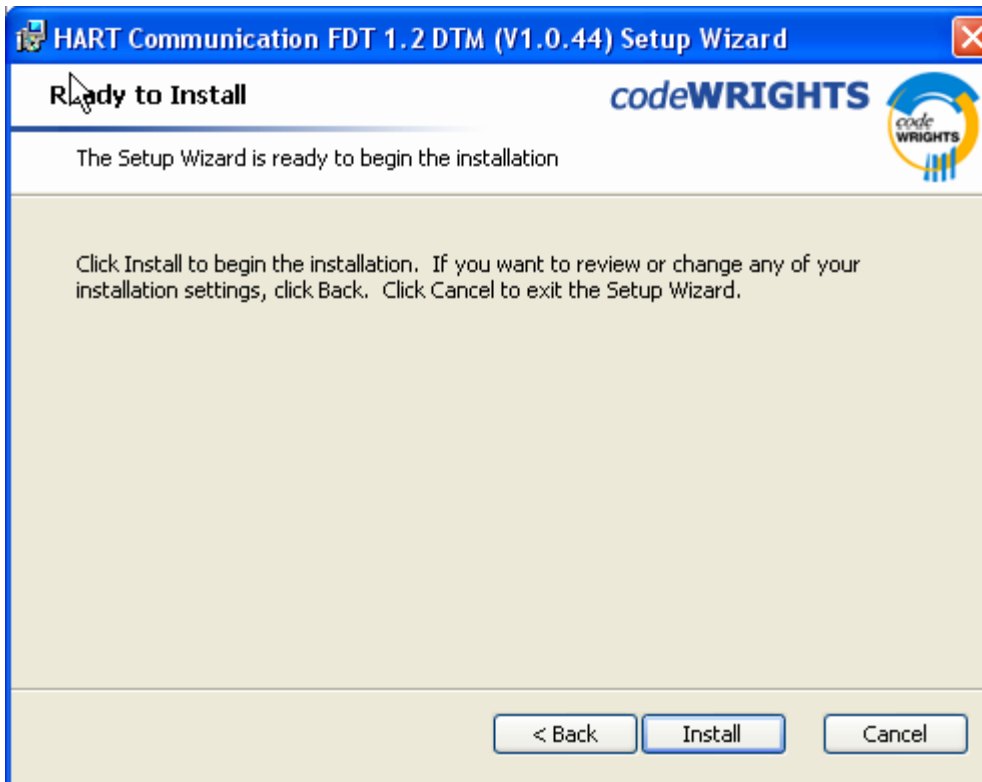 HART Communication FDT 1.2 DTM (V1.0.44) Setup Wizard
Ready to Install
codeWRIGHTS
code
WRIGHTS
The Setup Wizard is ready to begin the installation
Click Install to begin the installation. If you want to review or change any of your
installation settings, click Back. Click Cancel to exit the Setup Wizard.
< Back
Install
Cancel